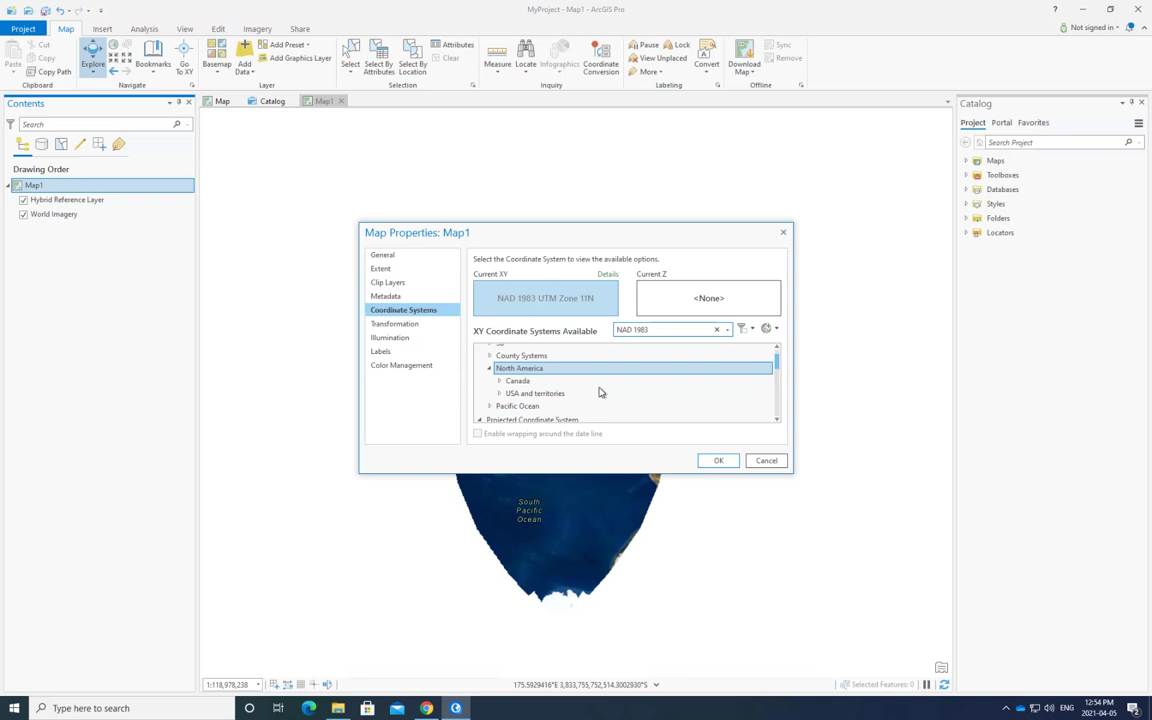 MyProject - Map1 - ArcGIS Pro
Not signed in
Project
Map
Insert
Analysis
View
Edit
Imagery
Share
Paste
Cut
Copy
Copy Path
Clipboard
Explore
Bookmarks
Go To XY
Navigate
Basemap
Add Data
Add Preset
Add Graphics Layer
Layer
Select
Select By Attributes
Select By Location
Attributes
Clear
Selection
Measure
Locate
Infographics
Coordinate Conversion
Inquiry
Pause
Lock
View Unplaced
More
Convert
Labeling
Download Map
Sync
Remove
Offline
Contents
Search
Drawing Order
Map1
Hybrid Reference Layer
World Imagery
Map
Catalog
Map1
Map Properties: Map1
General
Extent
Clip Layers
Metadata
Coordinate Systems
Transformation
Illumination
Labels
Color Management
Select the Coordinate System to view the available options.
Current XY
Details
Current Z
NAD 1983 UTM Zone 11N
<None>
XY Coordinate Systems Available
NAD 1983
County Systems
North America
Canada
USA and territories
Pacific Ocean
Projected Coordinate System
Enable wrapping around the date line
OK
Cancel
South
Pacific
Ocean
1:118,978,238
175.5929416°E 3,833,755,752,514.3002930°S
Selected Features: 0
Catalog
Project
Portal
Favorites
Search Project
Maps
Toolboxes
Databases
Styles
Folders
Locators
Type here to search
ENG
12:54 PM
2021-04-05
2